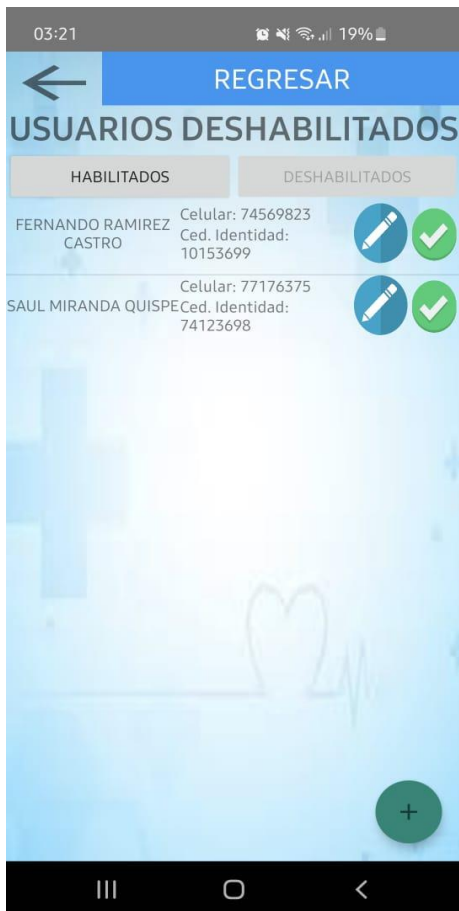 03:21
19%
REGRESAR
USUARIOS DESHABILITADOS
HABILITADOS
DESHABILITADOS
FERNANDO RAMIREZ
CASTRO
Celular: 74569823
Ced. Identidad:
10153699
SAUL MIRANDA QUISPE
Celular: 77176375
Ced. Identidad:
74123698
+